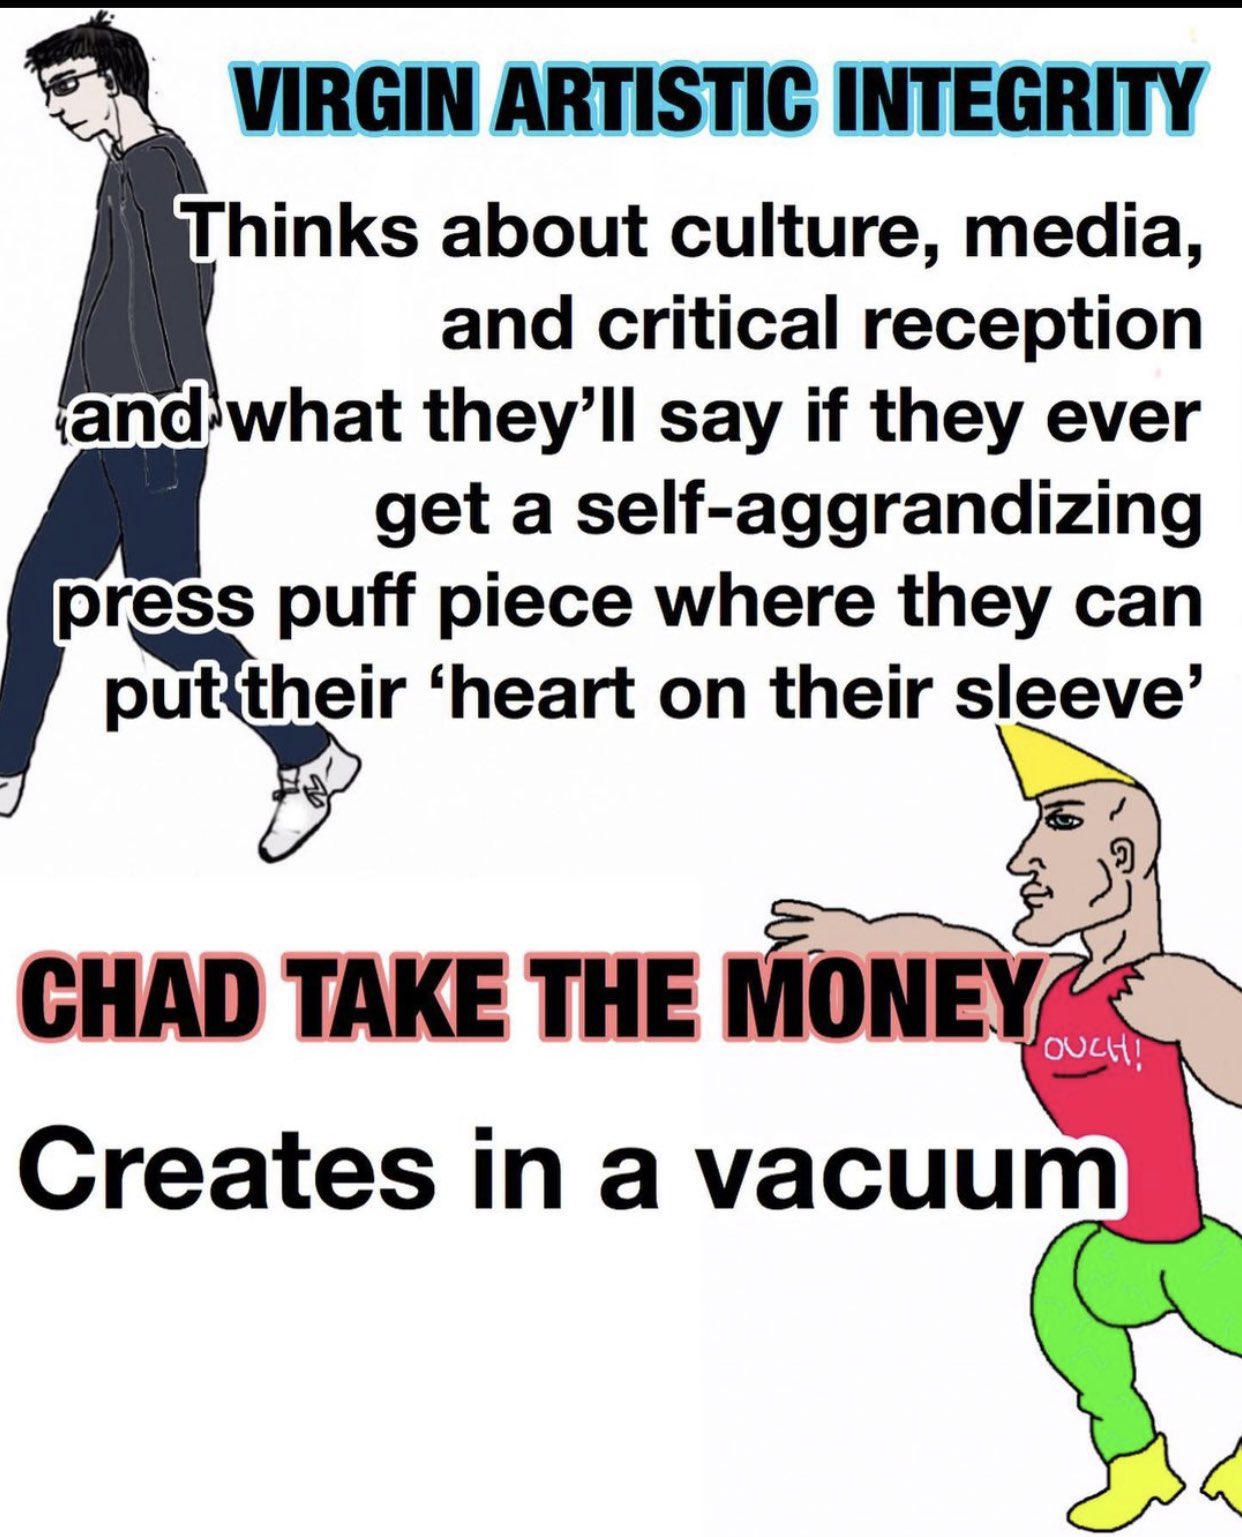 VIRGIN ARTISTIC INTEGRITY
Thinks about culture, media,
and critical reception
and what they’ll say if they ever
get a self-aggrandizing
press puff piece where they can
put their ‘heart on their sleeve’
CHAD TAKE THE MONEY
OUCH!
Creates in a vacuum